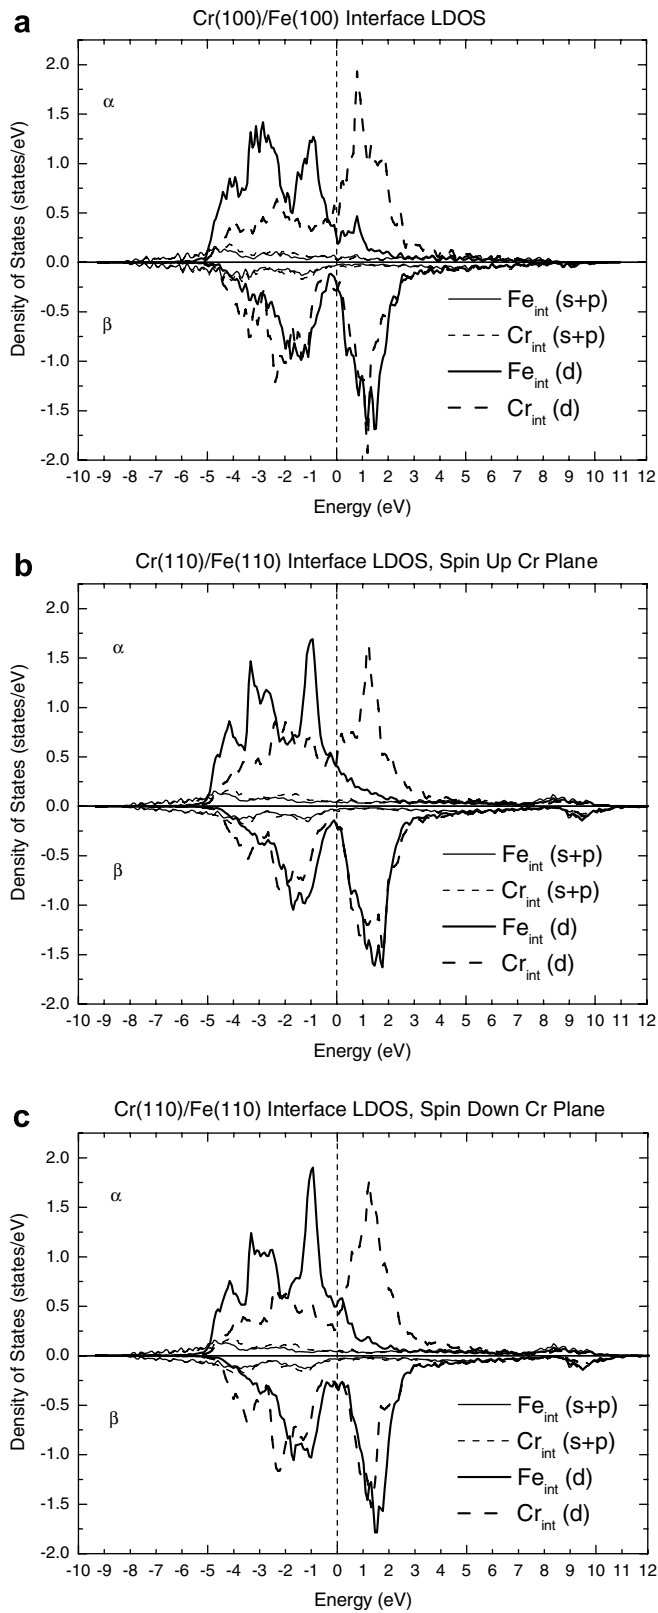 a
Cr(100)/Fe(100) Interface LDOS
Density of States (states/eV)
2.0
1.5
1.0
0.5
0.0
-0.5
-1.0
-1.5
-2.0
α
β
Fe_int (s+p)
Cr_int (s+p)
Fe_int (d)
Cr_int (d)
-10 -9 -8 -7 -6 -5 -4 -3 -2 -1 0 1 2 3 4 5 6 7 8 9 10 11 12
Energy (eV)
b
Cr(110)/Fe(110) Interface LDOS, Spin Up Cr Plane
Density of States (states/eV)
2.0
1.5
1.0
0.5
0.0
-0.5
-1.0
-1.5
-2.0
α
β
Fe_int (s+p)
Cr_int (s+p)
Fe_int (d)
Cr_int (d)
-10 -9 -8 -7 -6 -5 -4 -3 -2 -1 0 1 2 3 4 5 6 7 8 9 10 11 12
Energy (eV)
c
Cr(110)/Fe(110) Interface LDOS, Spin Down Cr Plane
Density of States (states/eV)
2.0
1.5
1.0
0.5
0.0
-0.5
-1.0
-1.5
-2.0
α
β
Fe_int (s+p)
Cr_int (s+p)
Fe_int (d)
Cr_int (d)
-10 -9 -8 -7 -6 -5 -4 -3 -2 -1 0 1 2 3 4 5 6 7 8 9 10 11 12
Energy (eV)